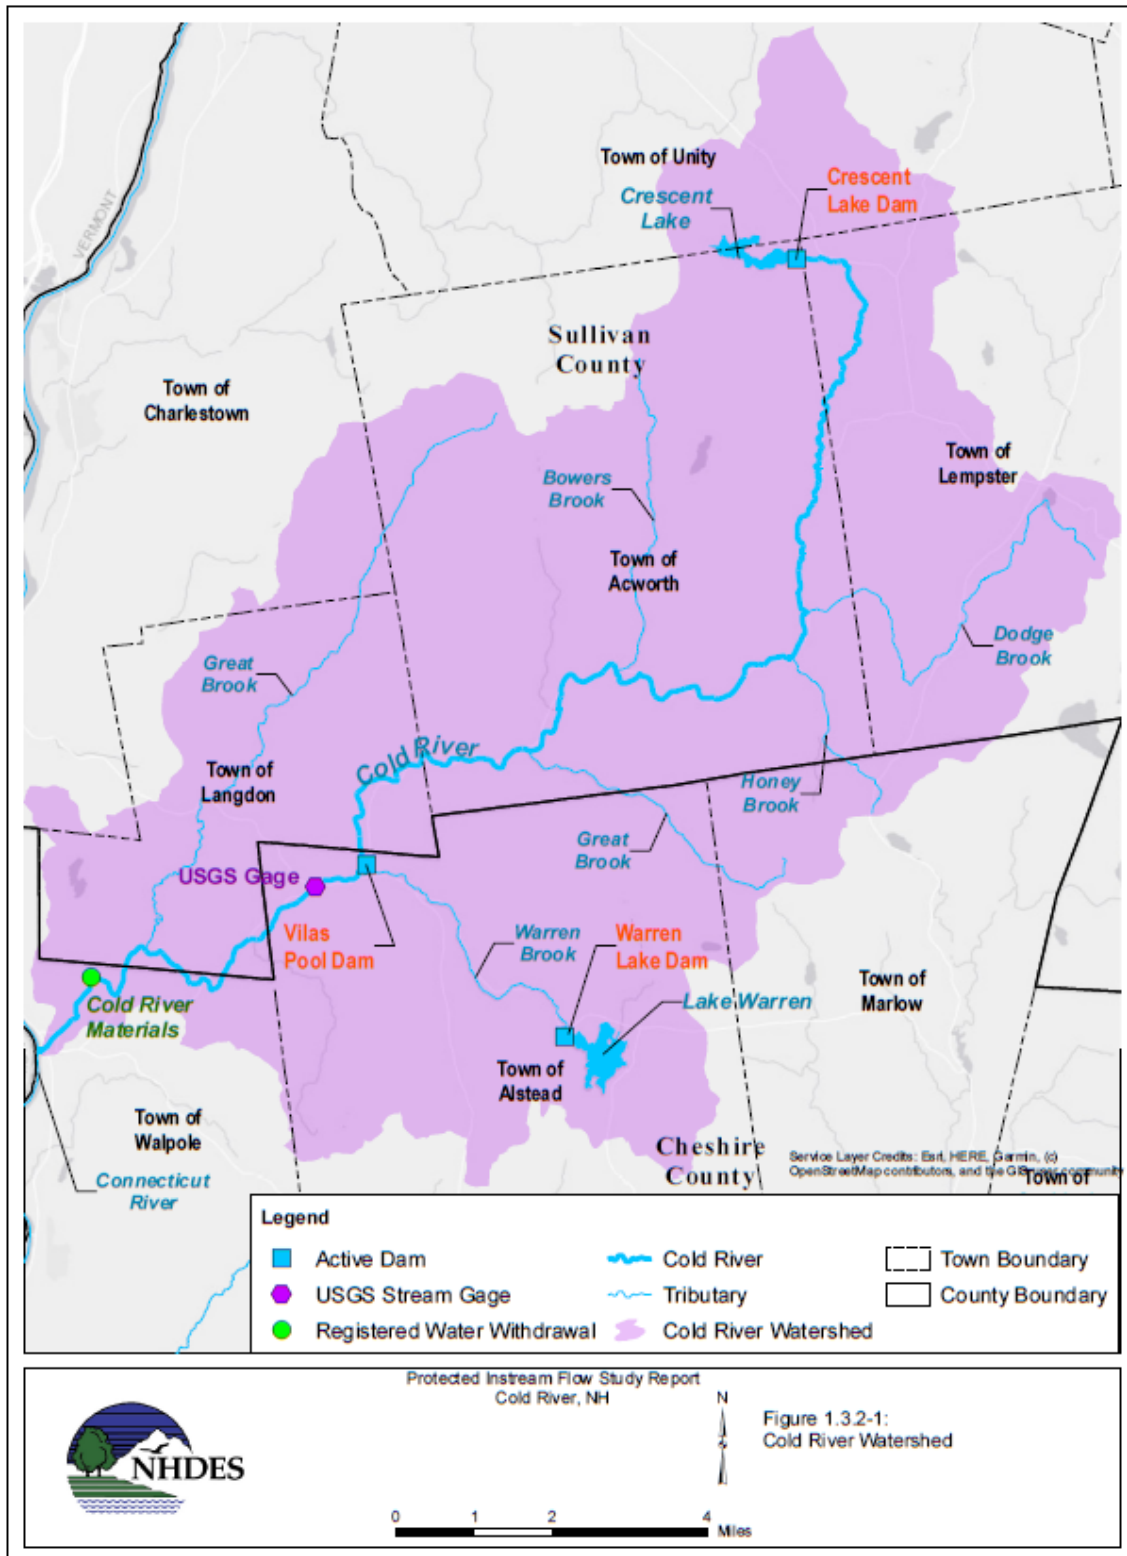 Town of Unity
Crescent
Lake
Crescent
Lake Dam
VERMONT
Sullivan
County
Town of
Charlestown
Town of
Lempster
Bowers
Brook
Town of
Acworth
Dodge
Brook
Great
Brook
Cold River
Town of
Langdon
Honey
Brook
Great
Brook
USGS Gage
Vilas
Pool Dam
Warren
Brook
Warren
Lake Dam
Town of
Marlow
Cold River
Materials
Lake Warren
Town of
Alstead
Town of
Walpole
Cheshire
County
Service Layer Credits: Esri, HERE, Garmin, (c)
OpenStreetMap contributors, and the GIS user community
Town of
Connecticut
River
Legend
Active Dam
USGS Stream Gage
Registered Water Withdrawal
Cold River
Tributary
Cold River Watershed
Town Boundary
County Boundary
Protected Instream Flow Study Report
Cold River, NH
N
Figure 1.3.2-1:
Cold River Watershed
NHDES
0 1 2 4
Miles